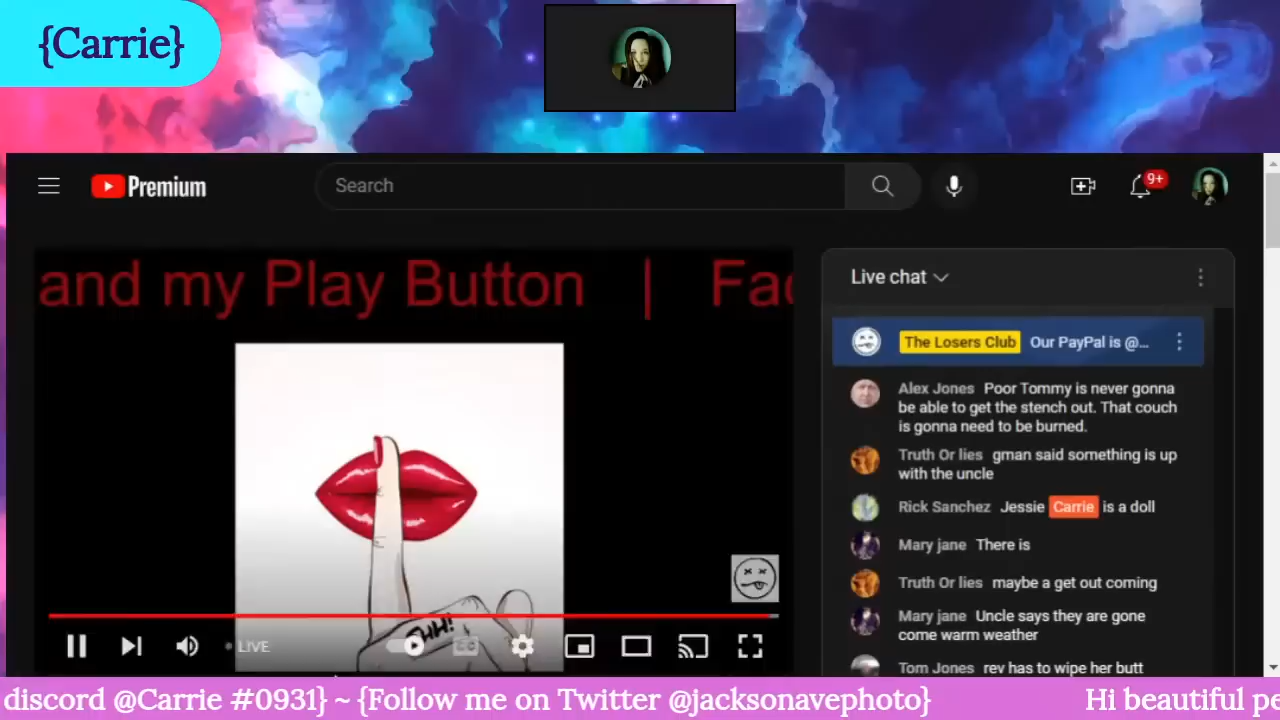 {Carrie}
Premium
Search
9+
and my Play Button | Fac
SHH!
LIVE
Live chat
The Losers Club Our PayPal is @...
Alex Jones Poor Tommy is never gonna
be able to get the stench out. That couch
is gonna need to be burned.
Truth Or lies gman said something is up
with the uncle
Rick Sanchez Jessie Carrie is a doll
Mary jane There is
Truth Or lies maybe a get out coming
Mary jane Uncle says they are gone
come warm weather
Tom Jones rev has to wipe her butt
discord @Carrie #0931} ~ {Follow me on Twitter @jacksonavephoto} Hi beautiful pe